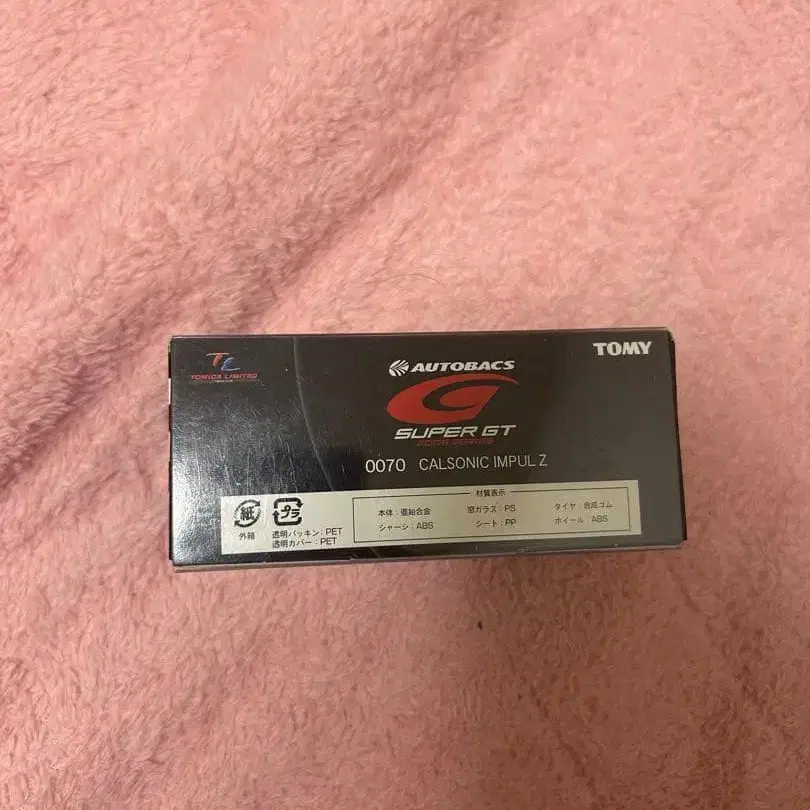 TL
TOMICA LIMITED
TOMY
AUTOBACS
G
SUPER GT
2006 SERIES
0070 CALSONIC IMPUL Z
材質表示
紙
外箱
プラ
透明パッキン:PET
透明カバー:PET
本体:亜鉛合金
窓ガラス:PS
タイヤ:合成ゴム
シャーシ:ABS
シート:PP
ホイール:ABS